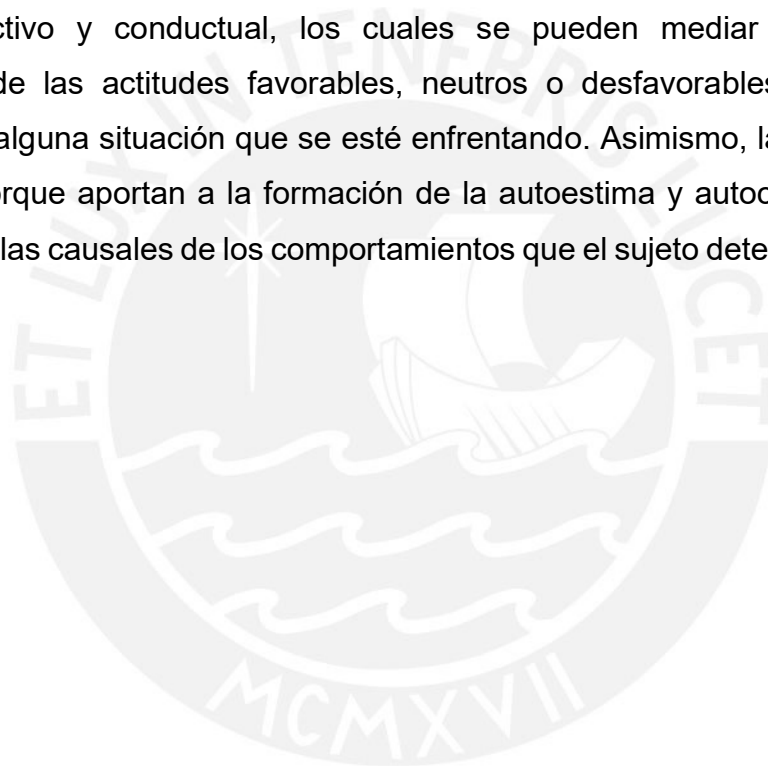 ctivo y conductual, los cuales se pueden mediar
de las actitudes favorables, neutros o desfavorables
alguna situación que se esté enfrentando. Asimismo, la
rque aportan a la formación de la autoestima y autoc
las causales de los comportamientos que el sujeto dete
ET LUX IN TENEBRIS LUCET
MCMXVII